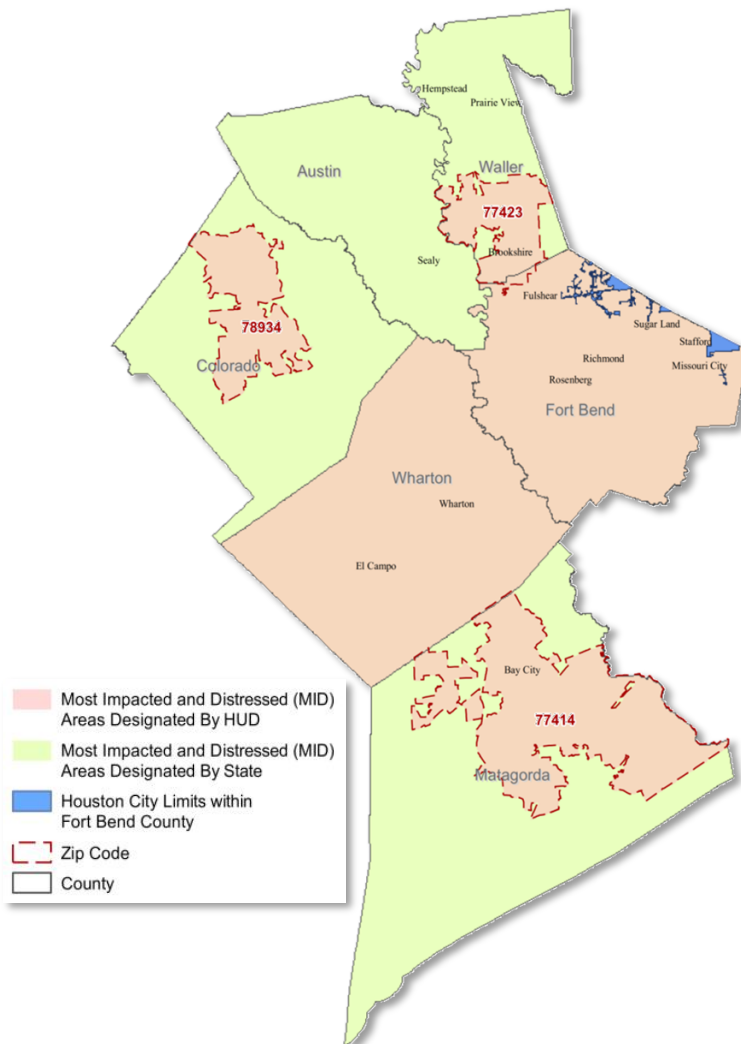 Hempstead
Prairie View
Austin
Waller
77423
Sealy
Brookshire
Fulshear
78934
Colorado
Sugar Land
Stafford
Richmond
Missouri City
Rosenberg
Fort Bend
Wharton
Wharton
El Campo
Bay City
77414
Matagorda
Most Impacted and Distressed (MID)
Areas Designated By HUD
Most Impacted and Distressed (MID)
Areas Designated By State
Houston City Limits within
Fort Bend County
Zip Code
County